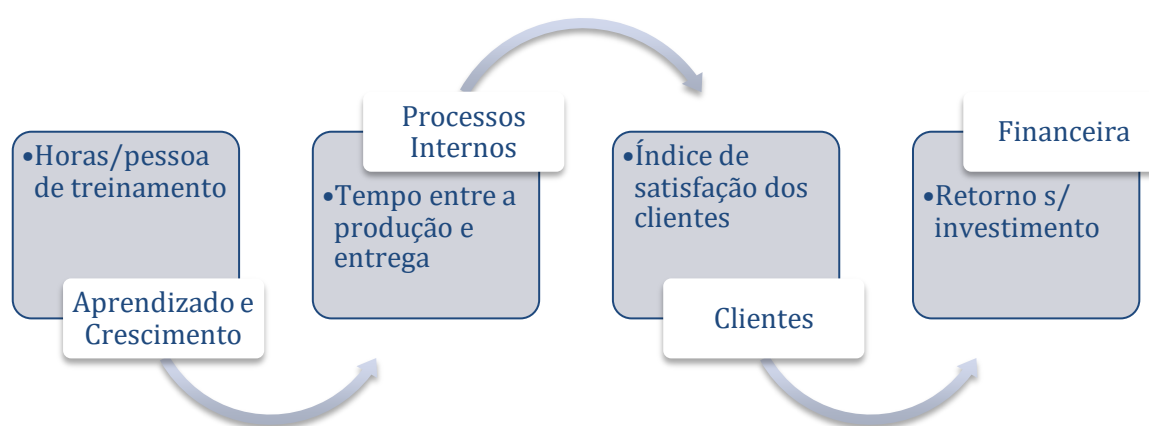 •Horas/pessoa
de treinamento
Aprendizado e
Crescimento
Processos
Internos
•Tempo entre a
produção e
entrega
•Índice de
satisfação dos
clientes
Clientes
Financeira
•Retorno s/
investimento